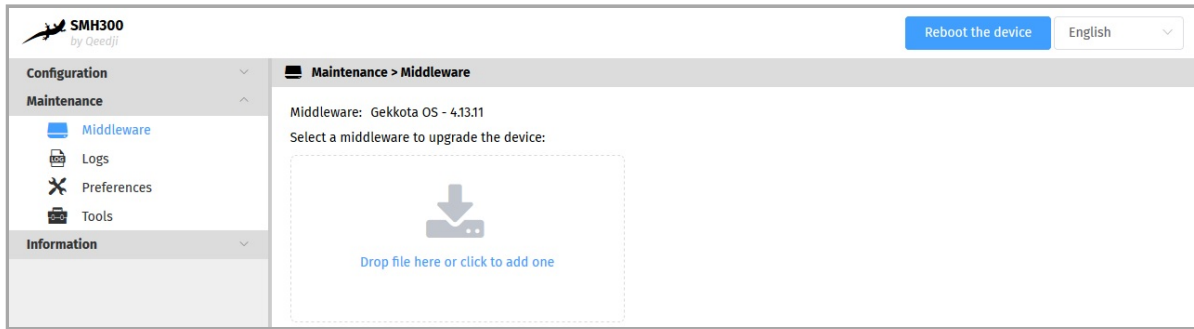 SMH300
by Qeedji
Reboot the device
English
Configuration
Maintenance
Middleware
LOG
Logs
Preferences
Tools
Information
Maintenance > Middleware
Middleware: Gekkota OS - 4.13.11
Select a middleware to upgrade the device:
Drop file here or click to add one